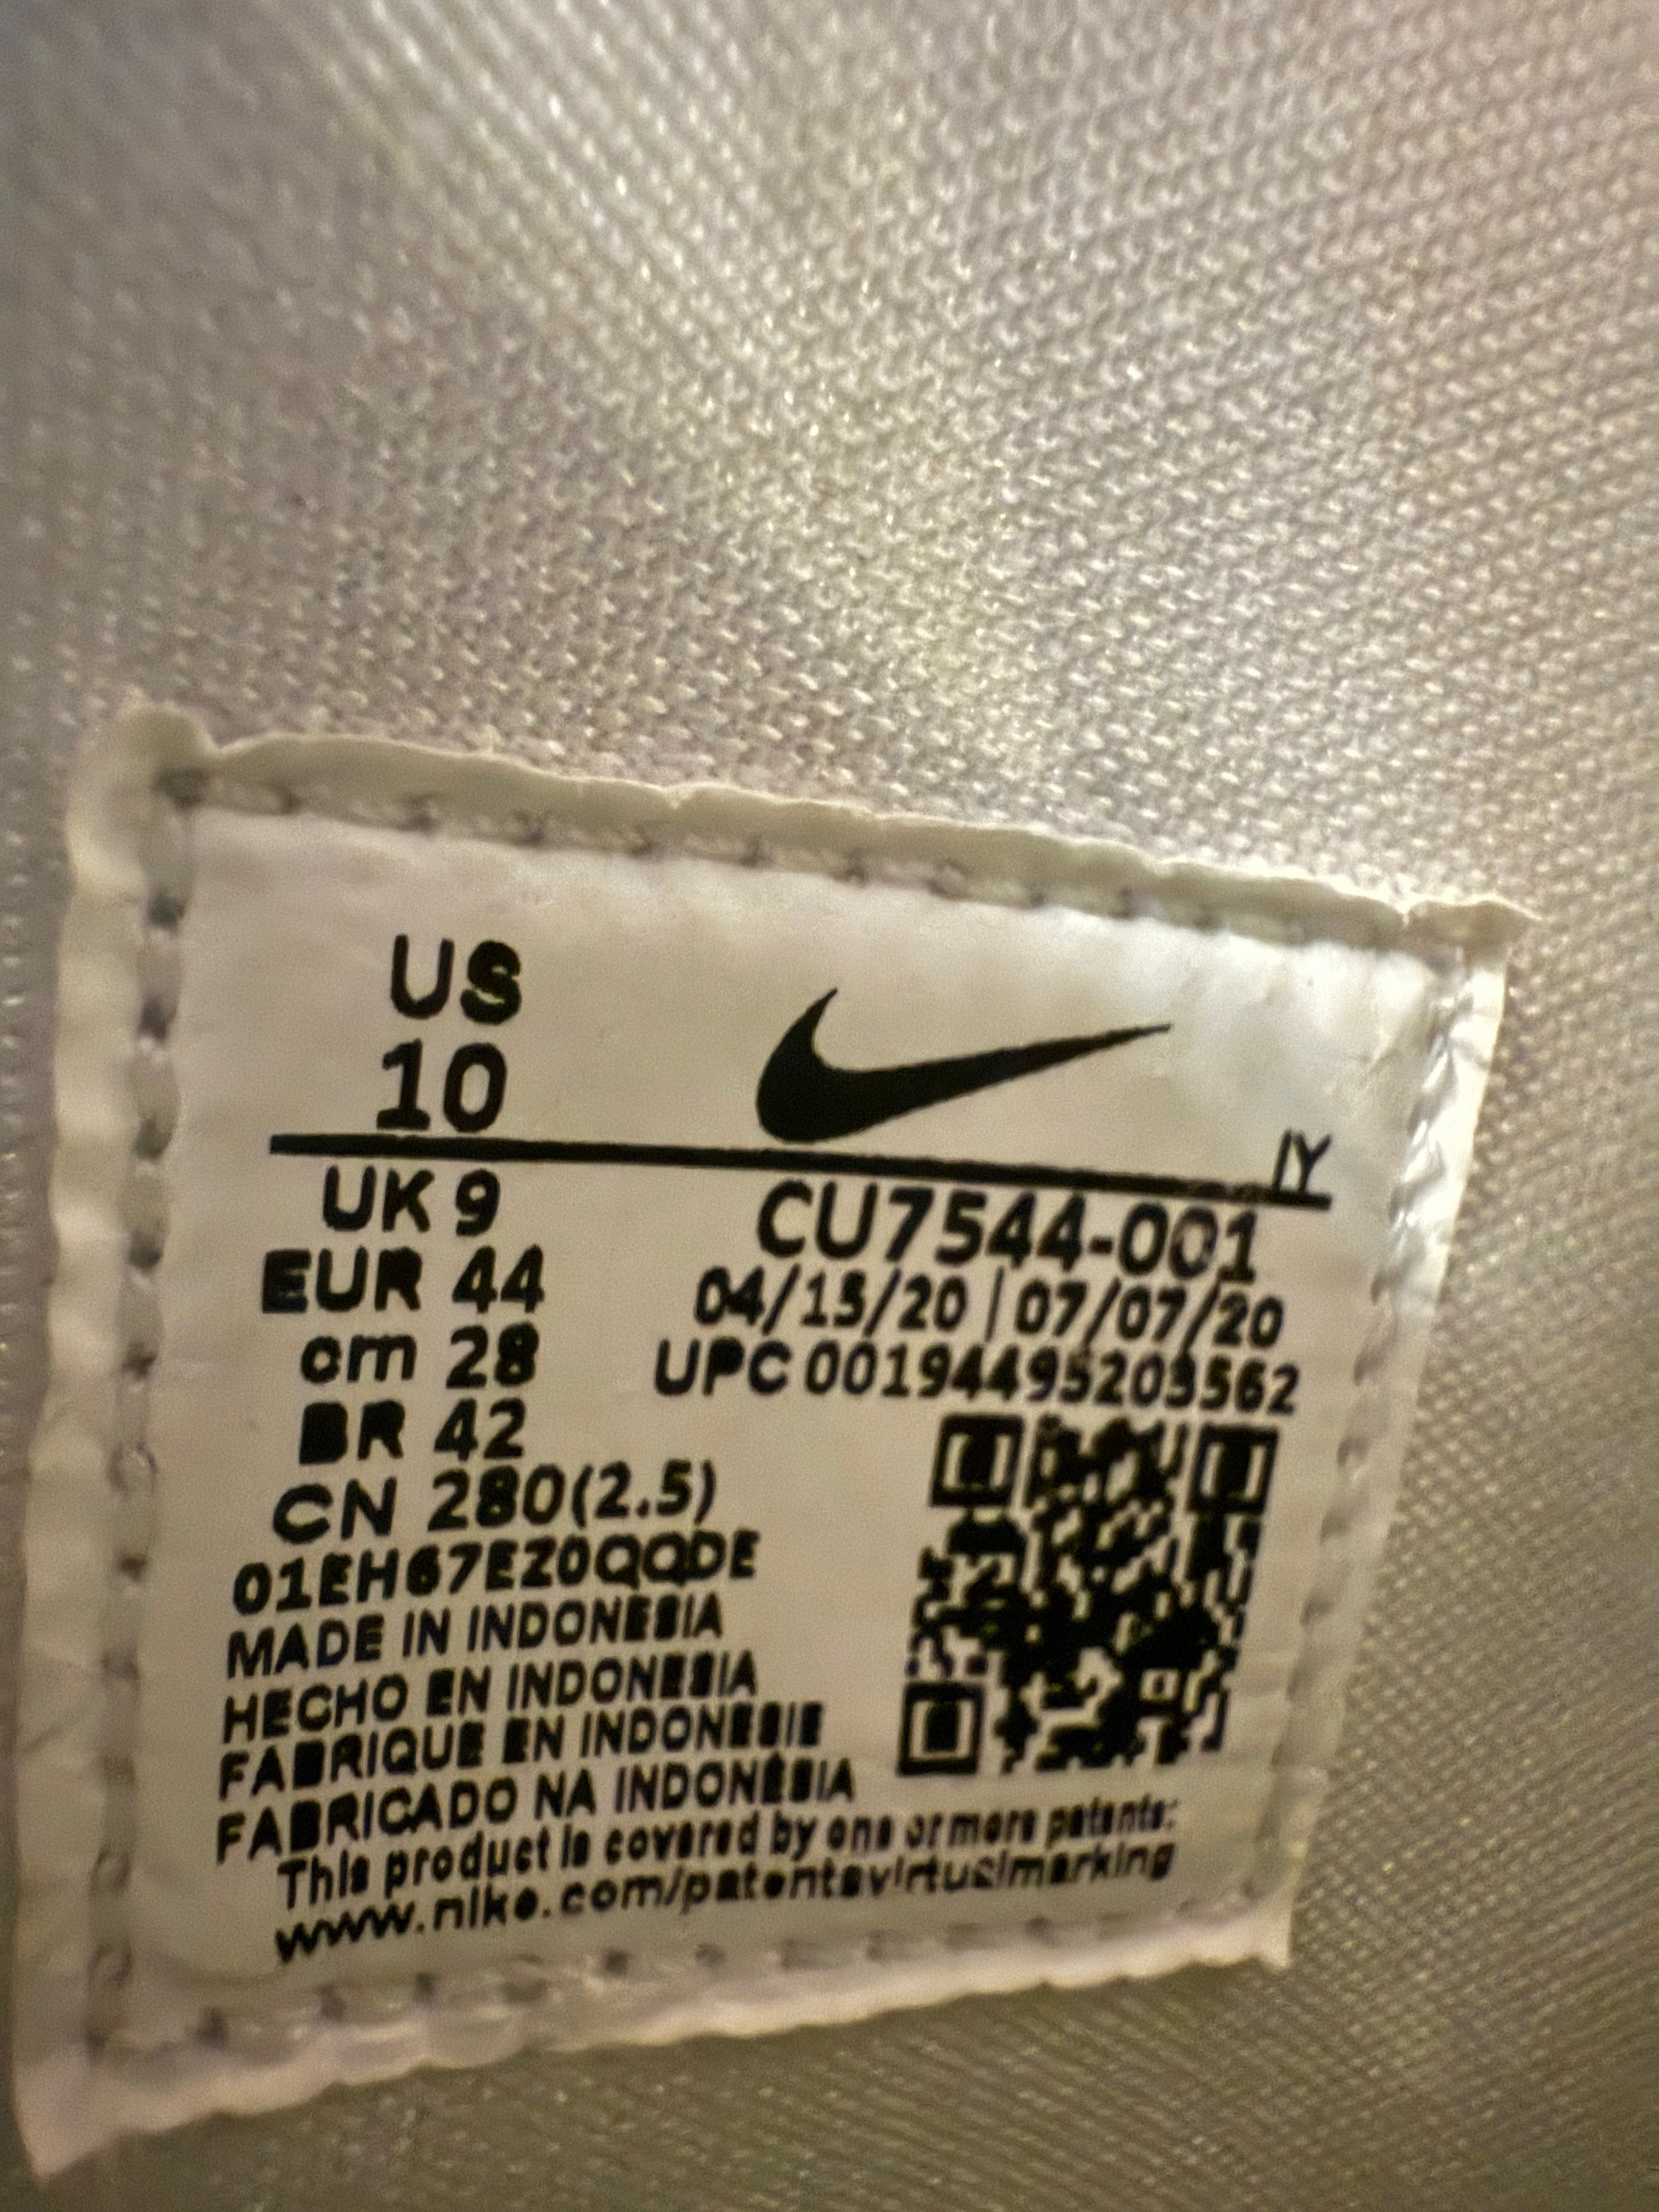 US
10
IY
UK 9
EUR 44
cm 28
BR 42
CN 280(2.5)
01EH67EZ0QQDE
MADE IN INDONESIA
HECHO EN INDONESIA
FABRIQUE EN INDONESIE
FABRICADO NA INDONÉSIA
CU7544-001
04/15/20 | 07/07/20
UPC 00194495203562
This product is covered by one or more patents:
www.nike.com/patentsvirtualmarking